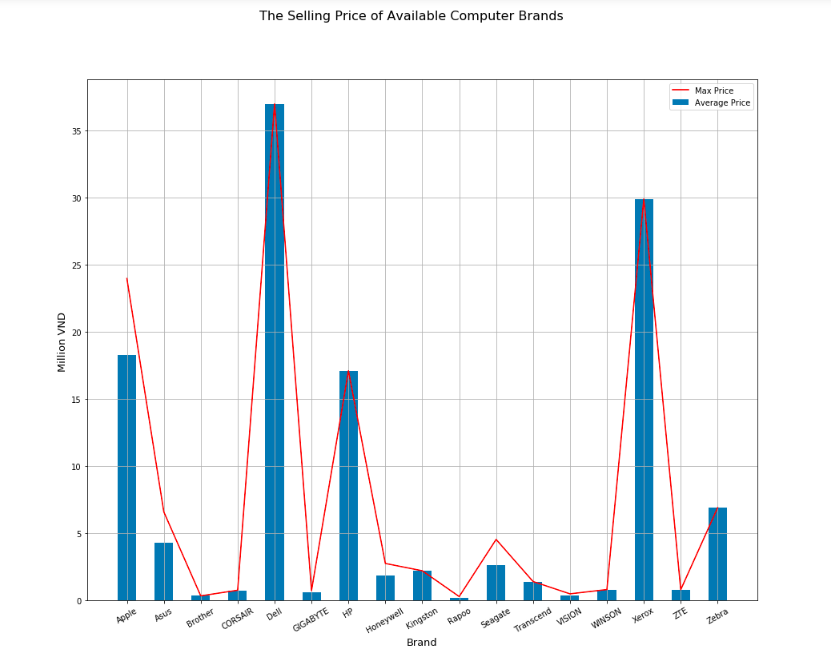 The Selling Price of Available Computer Brands
Max Price
Average Price
35
30
25
20
15
10
5
0
Million VND
Apple
Asus
Brother
CORSAIR
Dell
GIGABYTE
HP
Honeywell
Kingston
Rapoo
Seagate
Transcend
VISION
WINSON
Xerox
ZTE
Zebra
Brand